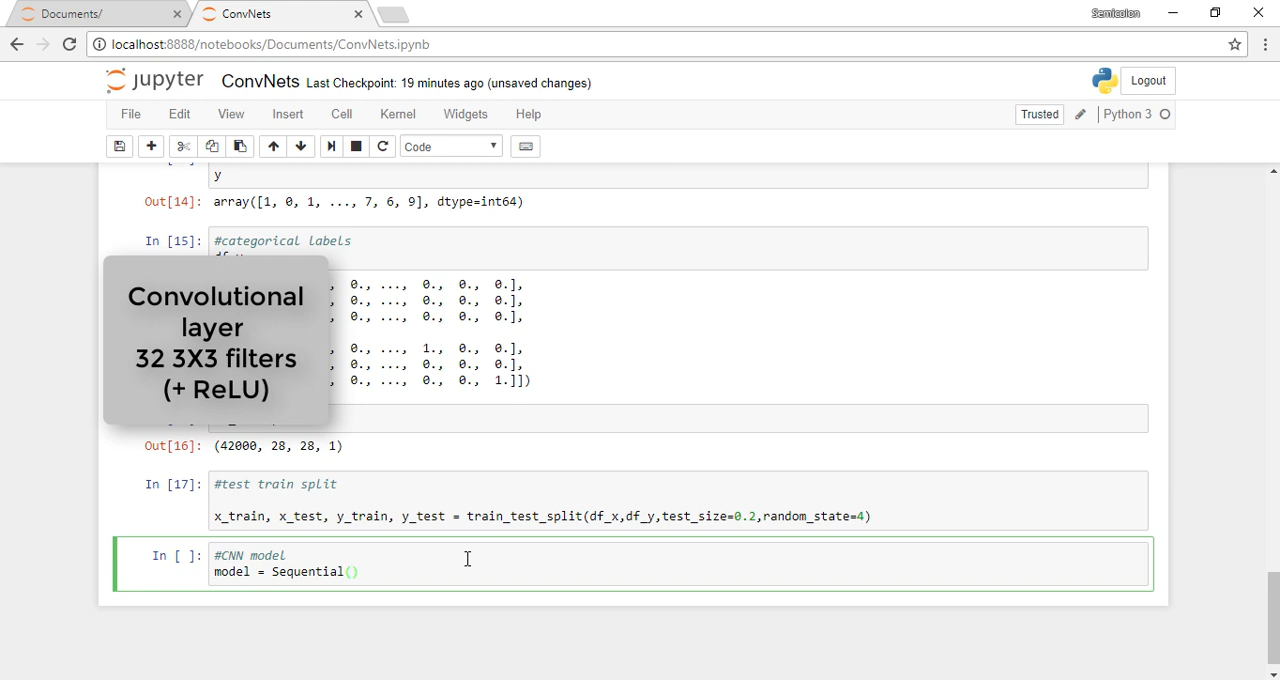 Documents/
ConvNets
Semicolon
localhost:8888/notebooks/Documents/ConvNets.ipynb
jupyter ConvNets Last Checkpoint: 19 minutes ago (unsaved changes)
Logout
File Edit View Insert Cell Kernel Widgets Help
Trusted
Python 3
Code
y
Out[14]: array([1, 0, 1, ..., 7, 6, 9], dtype=int64)
In [15]: #categorical labels
, 0., ..., 0., 0., 0.],
, 0., ..., 0., 0., 0.],
, 0., ..., 0., 0., 0.],
, 0., ..., 1., 0., 0.],
, 0., ..., 0., 0., 0.],
, 0., ..., 0., 0., 1.]])
Convolutional
layer
32 3X3 filters
(+ ReLU)
Out[16]: (42000, 28, 28, 1)
In [17]: #test train split
x_train, x_test, y_train, y_test = train_test_split(df_x,df_y,test_size=0.2,random_state=4)
In [ ]: #CNN model
model = Sequential()